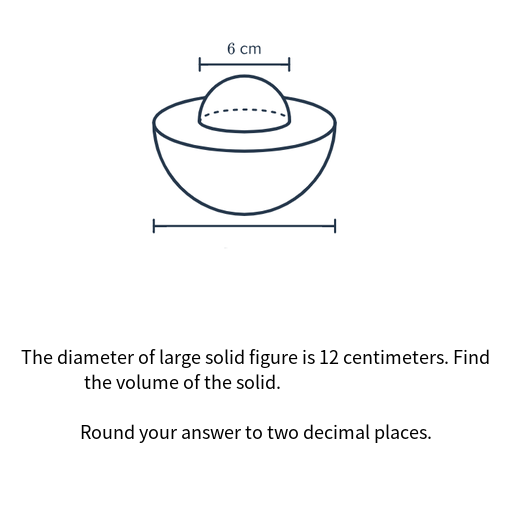 6 cm
The diameter of large solid figure is 12 centimeters. Find
the volume of the solid.
Round your answer to two decimal places.